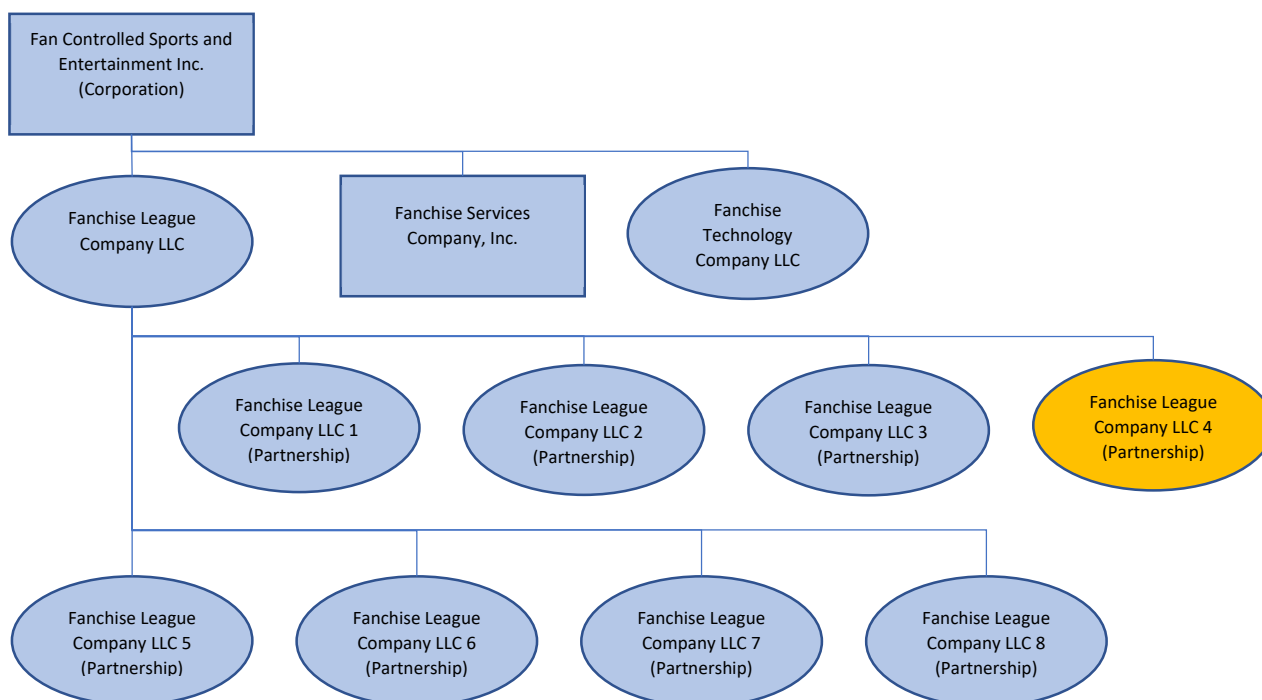 Fan Controlled Sports and
Entertainment Inc.
(Corporation)
Fanchise League
Company LLC
Fanchise Services
Company, Inc.
Fanchise
Technology
Company LLC
Fanchise League
Company LLC 1
(Partnership)
Fanchise League
Company LLC 2
(Partnership)
Fanchise League
Company LLC 3
(Partnership)
Fanchise League
Company LLC 4
(Partnership)
Fanchise League
Company LLC 5
(Partnership)
Fanchise League
Company LLC 6
(Partnership)
Fanchise League
Company LLC 7
(Partnership)
Fanchise League
Company LLC 8
(Partnership)